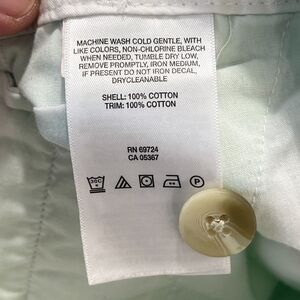 MACHINE WASH COLD GENTLE, WITH
LIKE COLORS, NON-CHLORINE BLEACH
WHEN NEEDED, TUMBLE DRY LOW,
REMOVE PROMPTLY, IRON MEDIUM,
IF PRESENT DO NOT IRON DECAL,
DRYCLEANABLE
SHELL: 100% COTTON
TRIM: 100% COTTON
RN 69724
CA 05367
30C
P